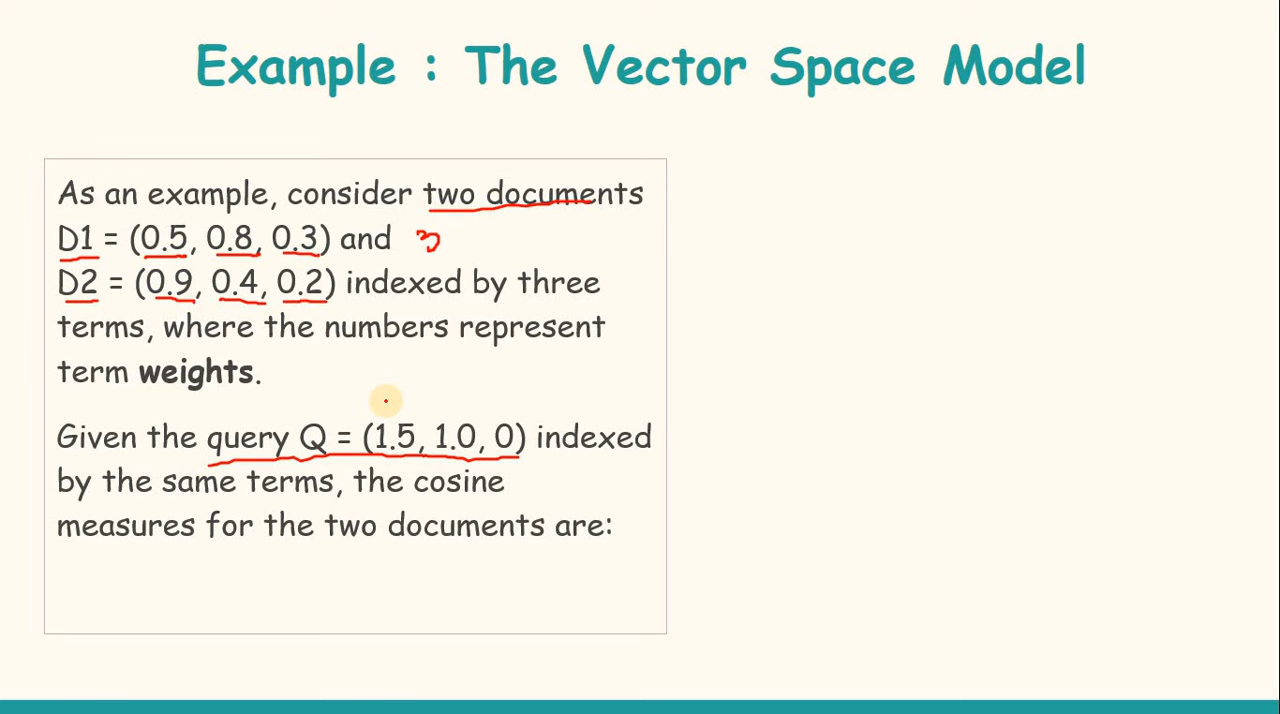 Example : The Vector Space Model
As an example, consider two documents
D1 = (0.5, 0.8, 0.3) and 3
D2 = (0.9, 0.4, 0.2) indexed by three
terms, where the numbers represent
term weights.
Given the query Q = (1.5, 1.0, 0) indexed
by the same terms, the cosine
measures for the two documents are: